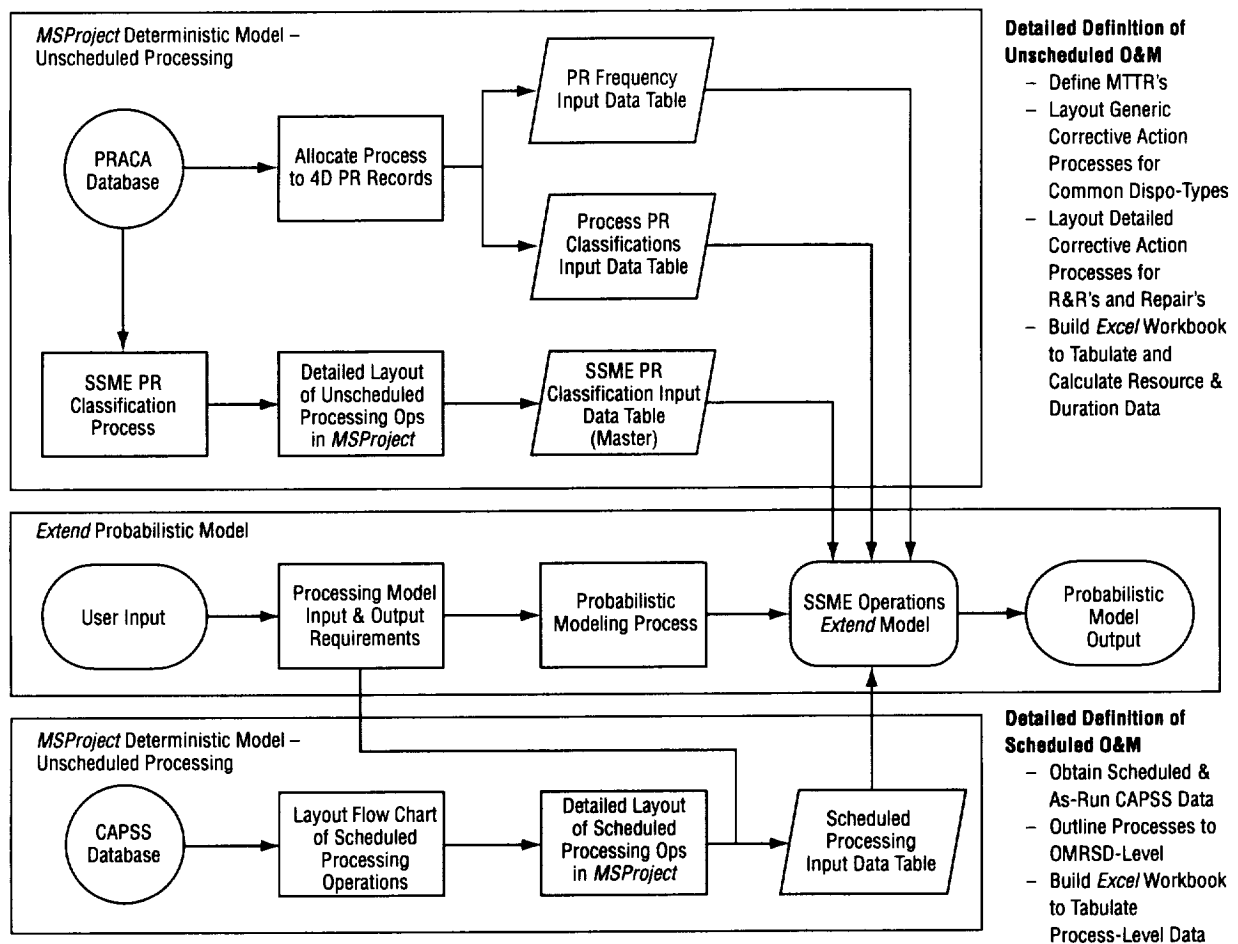 MSProject Deterministic Model –
Unscheduled Processing
PRACA
Database
Allocate Process
to 4D PR Records
PR Frequency
Input Data Table
Process PR
Classifications
Input Data Table
SSME PR
Classification
Process
Detailed Layout
of Unscheduled
Processing Ops
in MSProject
SSME PR
Classification Input
Data Table
(Master)
Detailed Definition of
Unscheduled O&M
– Define MTTR's
– Layout Generic
Corrective Action
Processes for
Common Dispo-Types
– Layout Detailed
Corrective Action
Processes for
R&R's and Repair's
– Build Excel Workbook
to Tabulate and
Calculate Resource &
Duration Data
Extend Probabilistic Model
User Input
Processing Model
Input & Output
Requirements
Probabilistic
Modeling Process
SSME Operations
Extend Model
Probabilistic
Model
Output
MSProject Deterministic Model –
Unscheduled Processing
CAPSS
Database
Layout Flow Chart
of Scheduled
Processing
Operations
Detailed Layout
of Scheduled
Processing Ops
in MSProject
Scheduled
Processing
Input Data Table
Detailed Definition of
Scheduled O&M
– Obtain Scheduled &
As-Run CAPSS Data
– Outline Processes to
OMRSD-Level
– Build Excel Workbook
to Tabulate
Process-Level Data